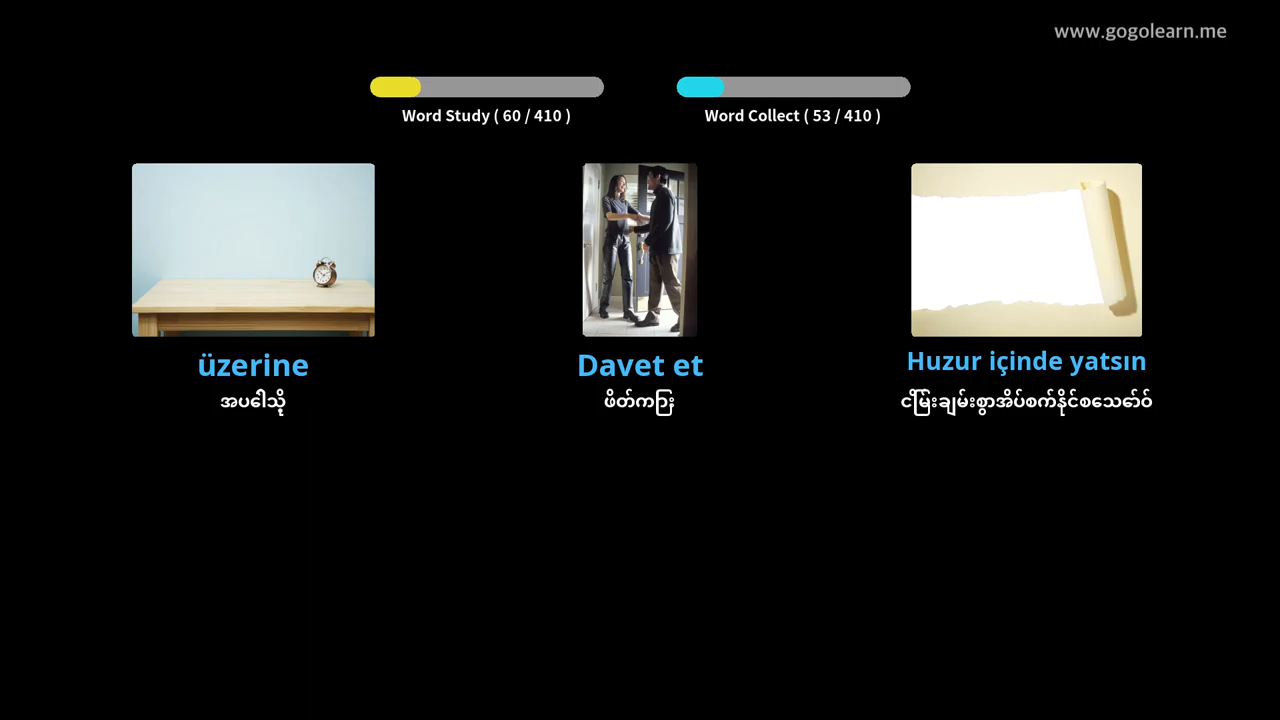 www.gogolearn.me
Word Study ( 60 / 410 )
Word Collect ( 53 / 410 )
üzerine
Davet et
Huzur içinde yatsın
အပေါ်သို့
ဖိတ်ကြား
ငြိမ်းချမ်းစွာအိပ်စက်နိုင်စေသော်ဝ်